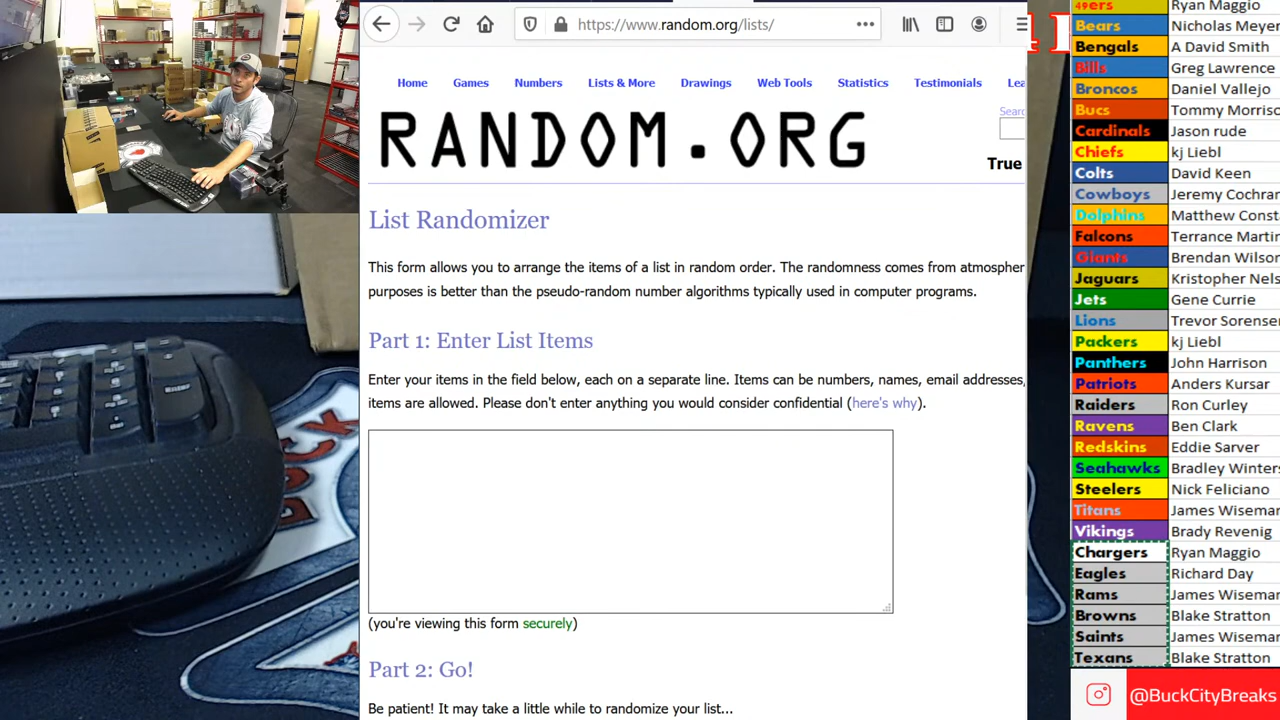 https://www.random.org/lists/
Home Games Numbers Lists & More Drawings Web Tools Statistics Testimonials Lea
RANDOM.ORG
Searc
True
List Randomizer
This form allows you to arrange the items of a list in random order. The randomness comes from atmospher
purposes is better than the pseudo-random number algorithms typically used in computer programs.
Part 1: Enter List Items
Enter your items in the field below, each on a separate line. Items can be numbers, names, email addresses,
items are allowed. Please don't enter anything you would consider confidential (here's why).
(you're viewing this form securely)
Part 2: Go!
Be patient! It may take a little while to randomize your list...
49ers Ryan Maggio
Bears Nicholas Meyer
Bengals A David Smith
Bills Greg Lawrence
Broncos Daniel Vallejo
Bucs Tommy Morriso
Cardinals Jason rude
Chiefs kj Liebl
Colts David Keen
Cowboys Jeremy Cochran
Dolphins Matthew Consta
Falcons Terrance Martin
Giants Brendan Wilson
Jaguars Kristopher Nels
Jets Gene Currie
Lions Trevor Sorensen
Packers kj Liebl
Panthers John Harrison
Patriots Anders Kursar
Raiders Ron Curley
Ravens Ben Clark
Redskins Eddie Sarver
Seahawks Bradley Winters
Steelers Nick Feliciano
Titans James Wiseman
Vikings Brady Revenig
Chargers Ryan Maggio
Eagles Richard Day
Rams James Wiseman
Browns Blake Stratton
Saints James Wiseman
Texans Blake Stratton
@BuckCityBreaks